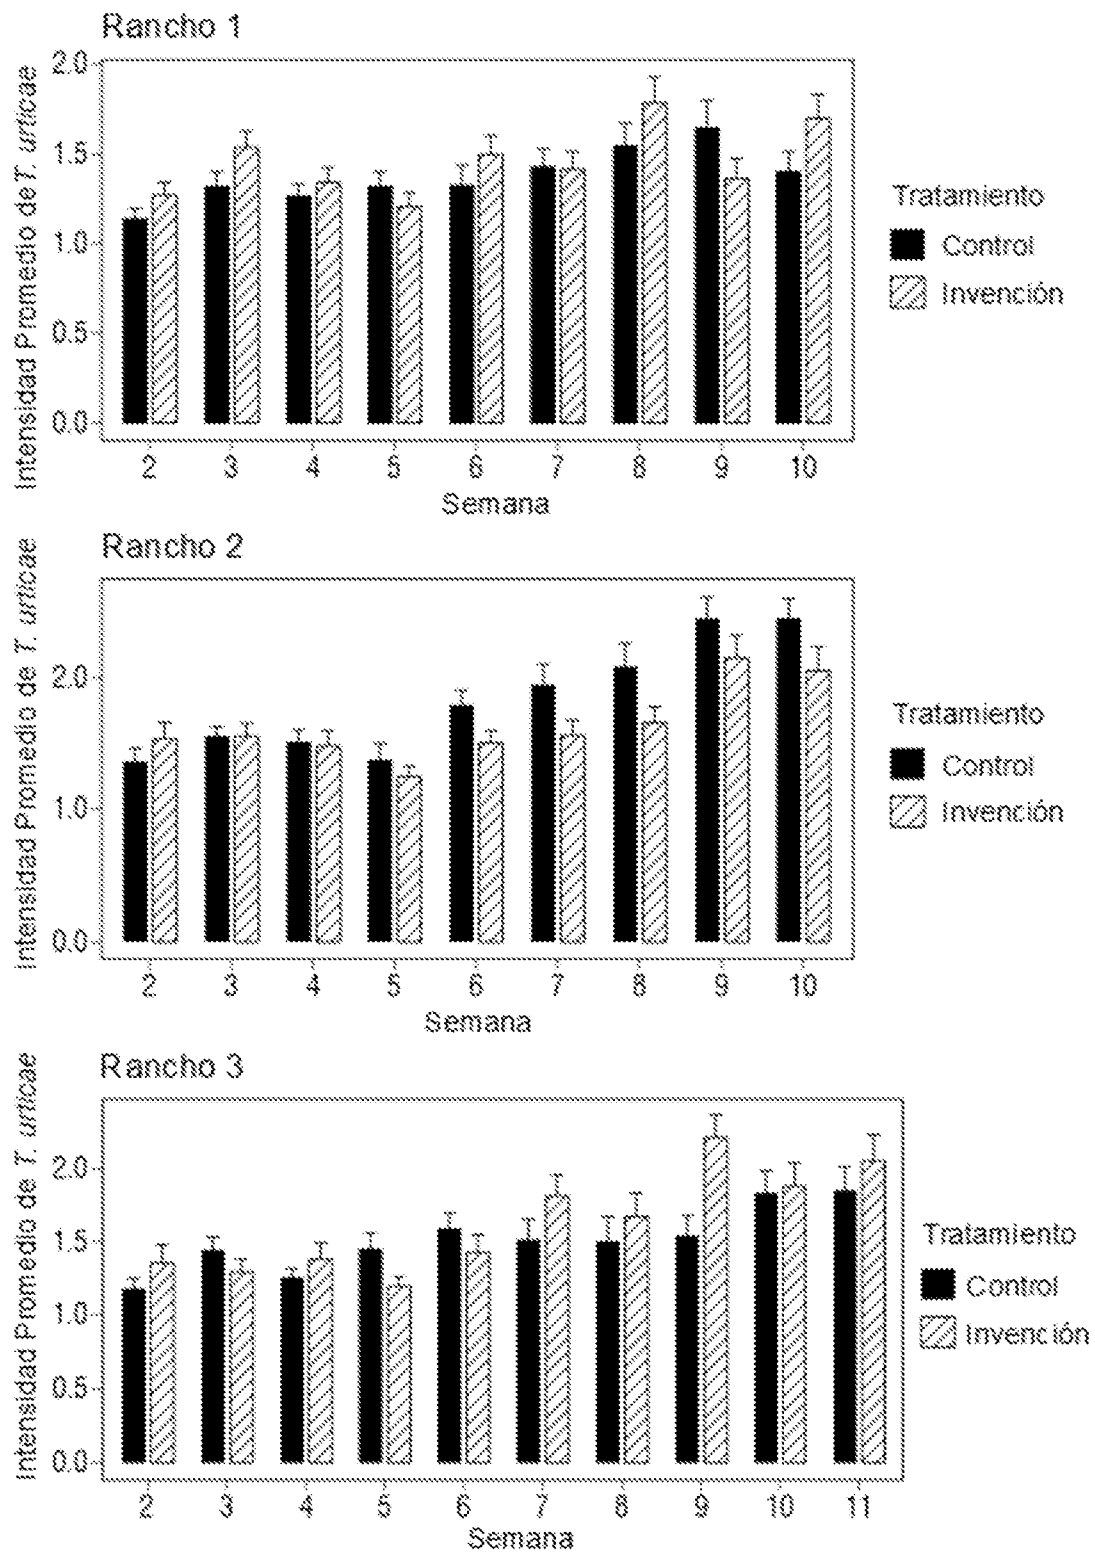 Rancho 1
Intensidad Promedio de T. urticae
2.0
1.5
1.0
0.5
0.0
2 3 4 5 6 7 8 9 10
Semana
Tratamiento
Control
Invención
Rancho 2
Intensidad Promedio de T. urticae
2.0
1.0
0.0
2 3 4 5 6 7 8 9 10
Semana
Tratamiento
Control
Invención
Rancho 3
Intensidad Promedio de T. urticae
2.0
1.5
1.0
0.5
0.0
2 3 4 5 6 7 8 9 10 11
Semana
Tratamiento
Control
Invención